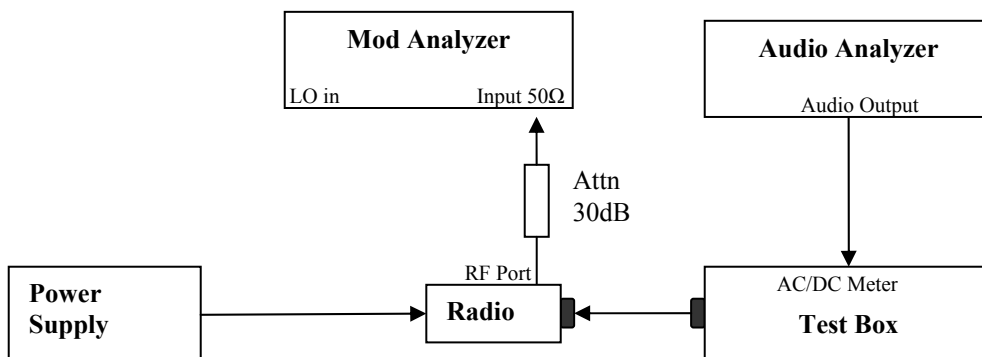 Mod Analyzer
LO in
Input 50Ω
Audio Analyzer
Audio Output
Attn
30dB
RF Port
Power
Supply
Radio
AC/DC Meter
Test Box